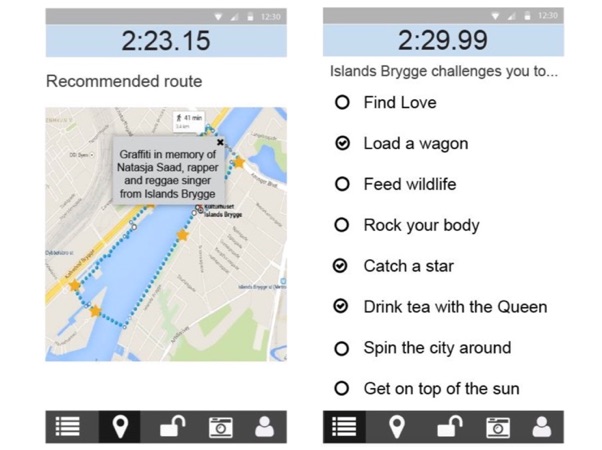 12:30
2:23.15
Recommended route
41 min
Graffiti in memory of
Natasja Saad, rapper
and reggae singer
from Islands Brygge
Kulturhuset
Islands Brygge
12:30
2:29.99
Islands Brygge challenges you to...
Find Love
Load a wagon
Feed wildlife
Rock your body
Catch a star
Drink tea with the Queen
Spin the city around
Get on top of the sun